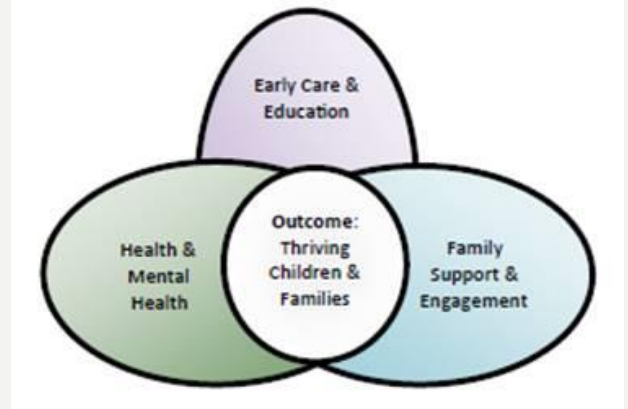 Early Care &
Education
Health &
Mental
Health
Outcome:
Thriving
Children &
Families
Family
Support &
Engagement